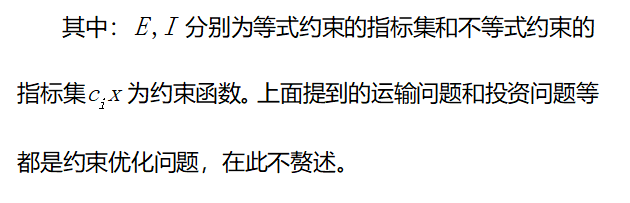 其中：E, I 分别为等式约束的指标集和不等式约束的
指标集cᵢx 为约束函数。上面提到的运输问题和投资问题等
都是约束优化问题，在此不赘述。